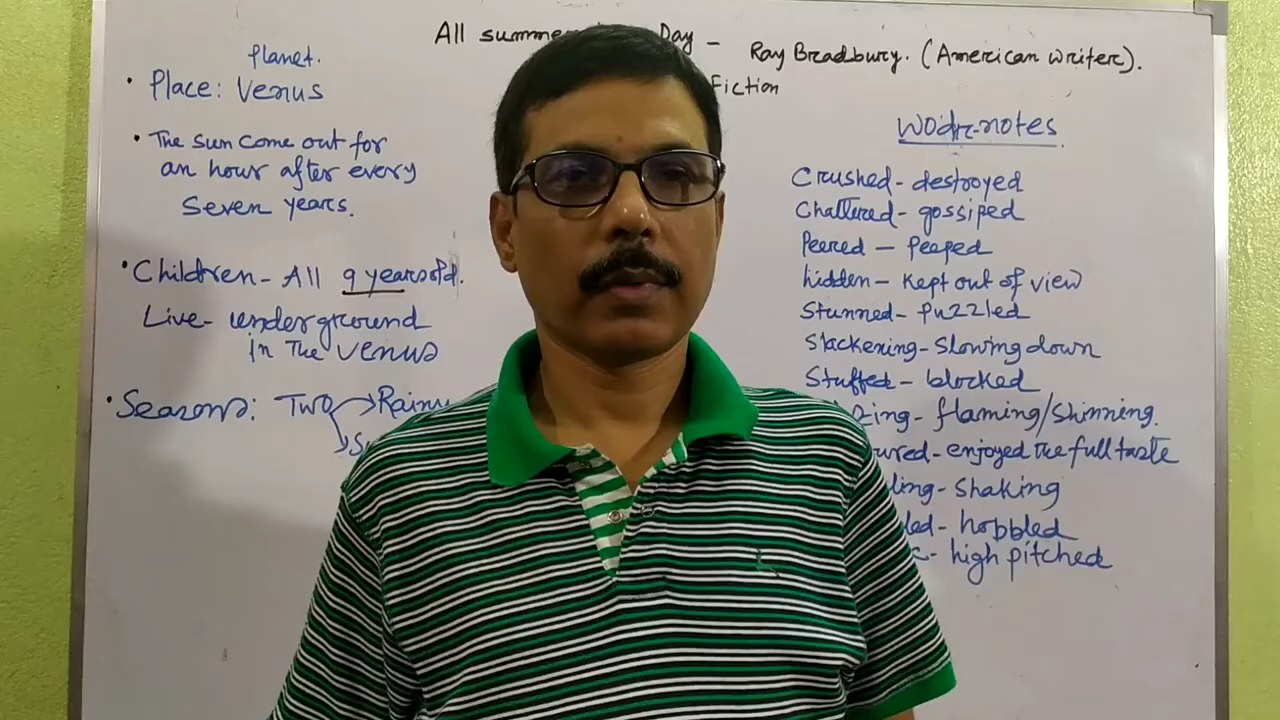 All summe Day - Ray Bradbury. (American writer).
Fiction
Planet.
• Place: Venus
• The sun come out for
an hour after every
Seven years.
• Children - All 9 years old.
Live - underground
in The Venus
• Seasons: Two → Rainy
→ S
Word-notes
Crushed - destroyed
Chattered - gossiped
Peered - Peeped
hidden - kept out of view
Stunned - Puzzled
Slackening - slowing down
Stuffed - blocked
zing - flaming/shinning.
ured - enjoyed the full taste
ling - shaking
led - hobbled
c - high pitched